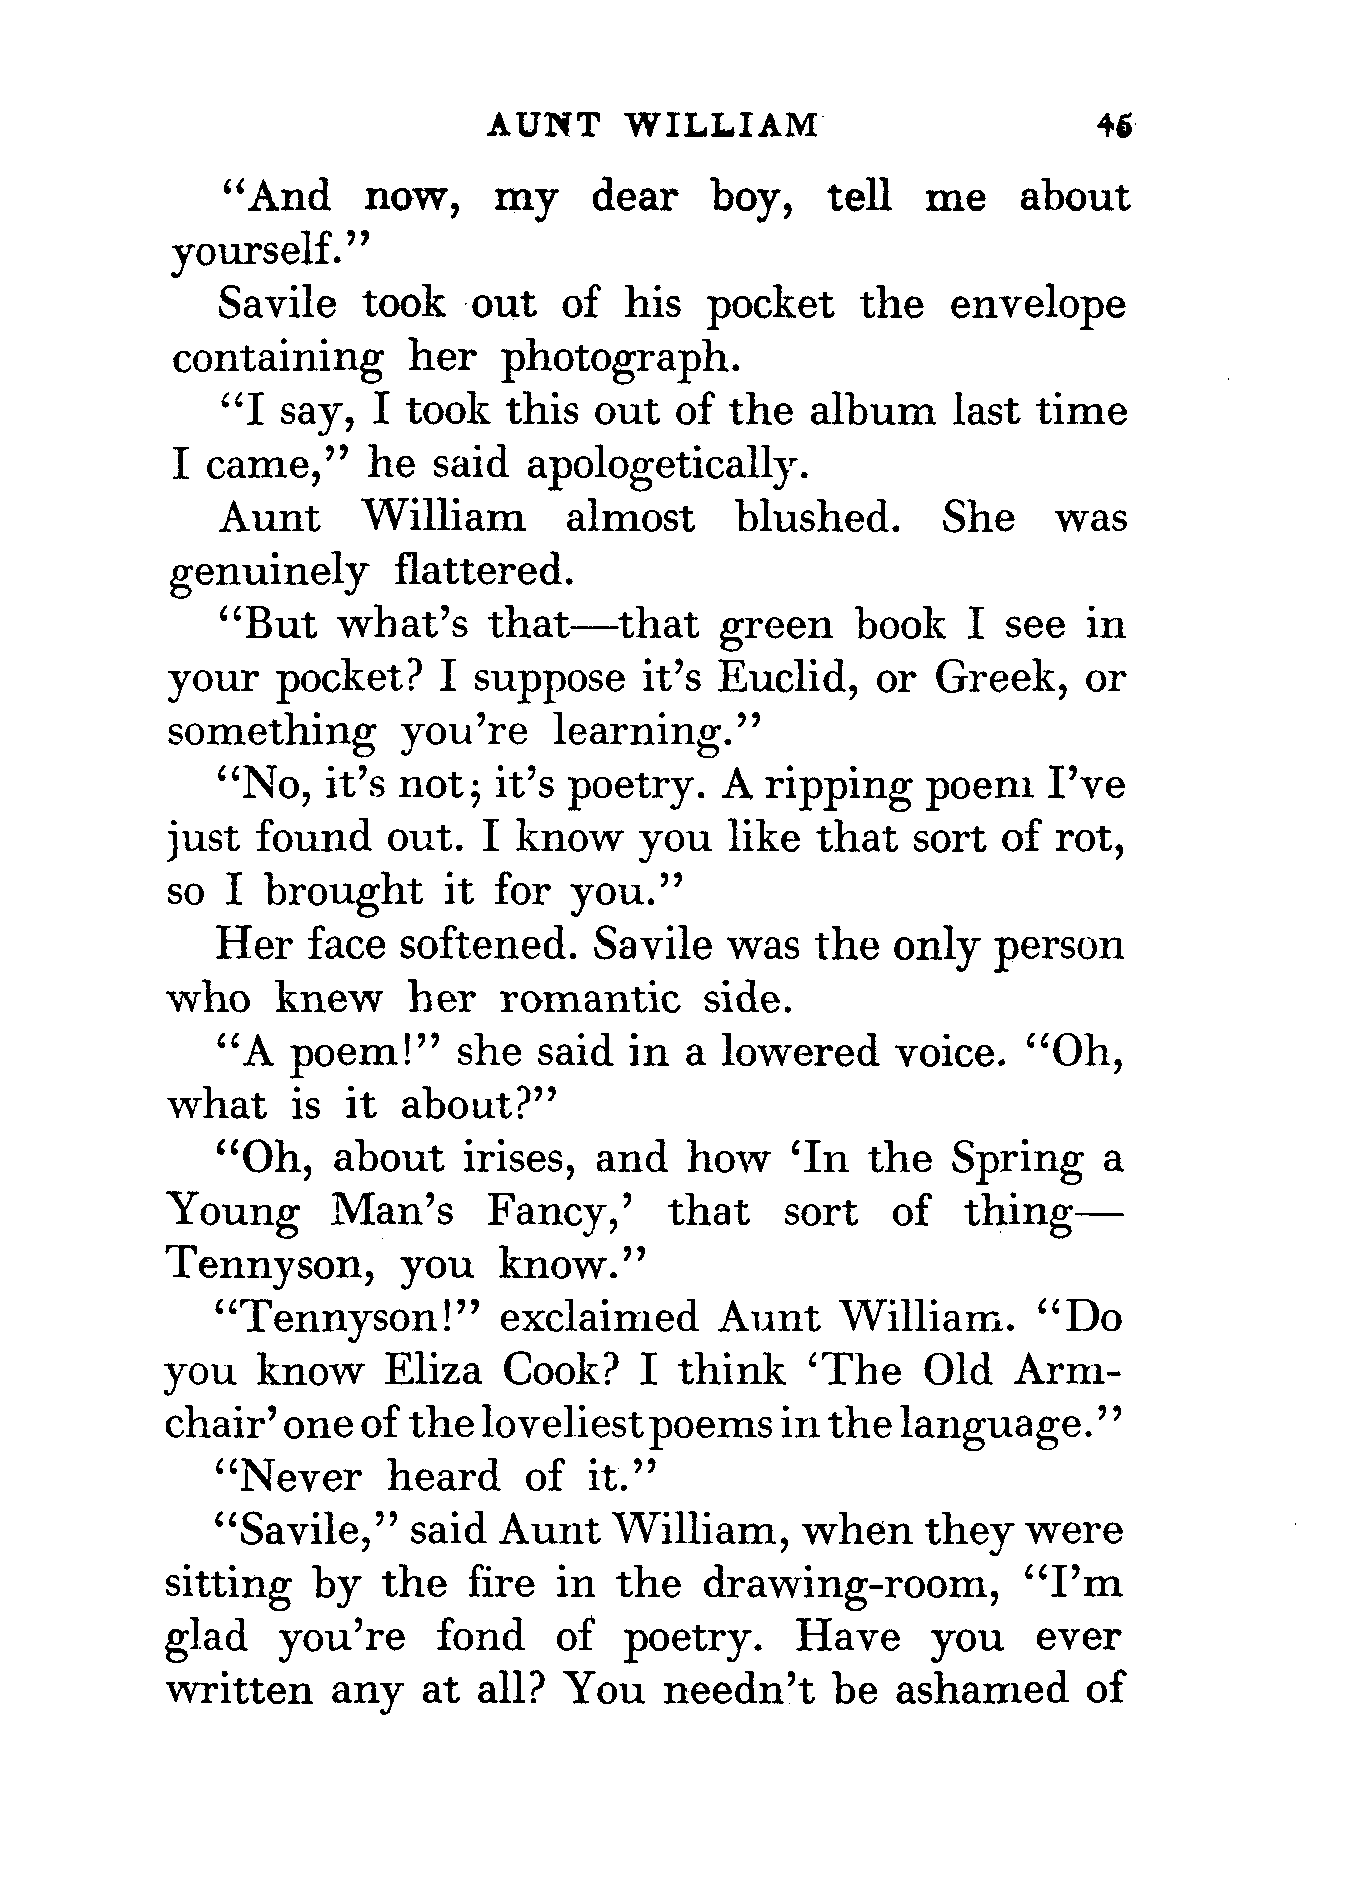 AUNT WILLIAM 45
“And now, my dear boy, tell me about
yourself.”
Savile took out of his pocket the envelope
containing her photograph.
“I say, I took this out of the album last time
I came,” he said apologetically.
Aunt William almost blushed. She was
genuinely flattered.
“But what’s that—that green book I see in
your pocket? I suppose it’s Euclid, or Greek, or
something you’re learning.”
“No, it’s not; it’s poetry. A ripping poem I’ve
just found out. I know you like that sort of rot,
so I brought it for you.”
Her face softened. Savile was the only person
who knew her romantic side.
“A poem!” she said in a lowered voice. “Oh,
what is it about?”
“Oh, about irises, and how ‘In the Spring a
Young Man’s Fancy,’ that sort of thing—
Tennyson, you know.”
“Tennyson!” exclaimed Aunt William. “Do
you know Eliza Cook? I think ‘The Old Arm-
chair’ one of the loveliest poems in the language.”
“Never heard of it.”
“Savile,” said Aunt William, when they were
sitting by the fire in the drawing-room, “I’m
glad you’re fond of poetry. Have you ever
written any at all? You needn’t be ashamed of